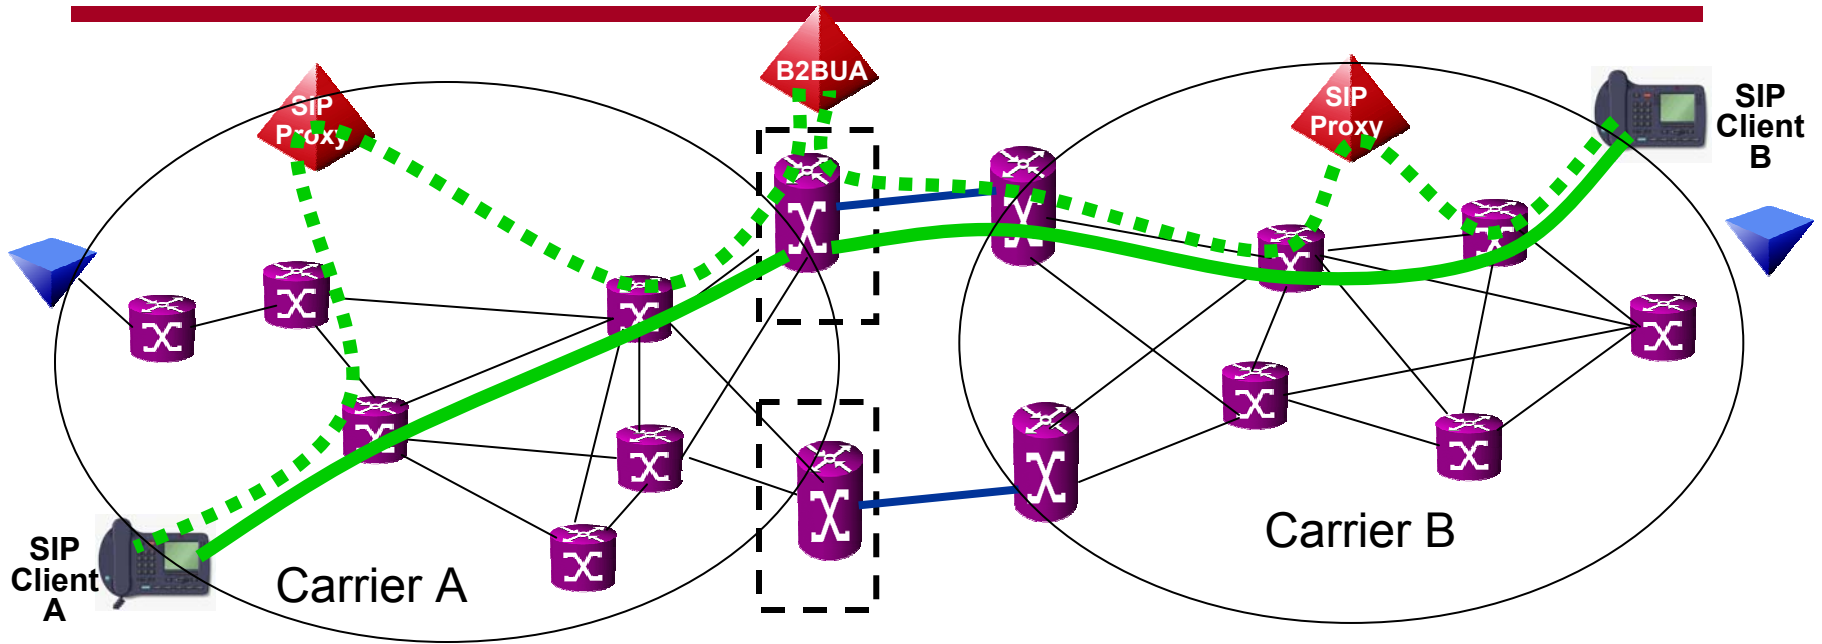 B2BUA
SIP
Proxy
SIP
Proxy
SIP
Client
B
SIP
Client
A
Carrier A
Carrier B